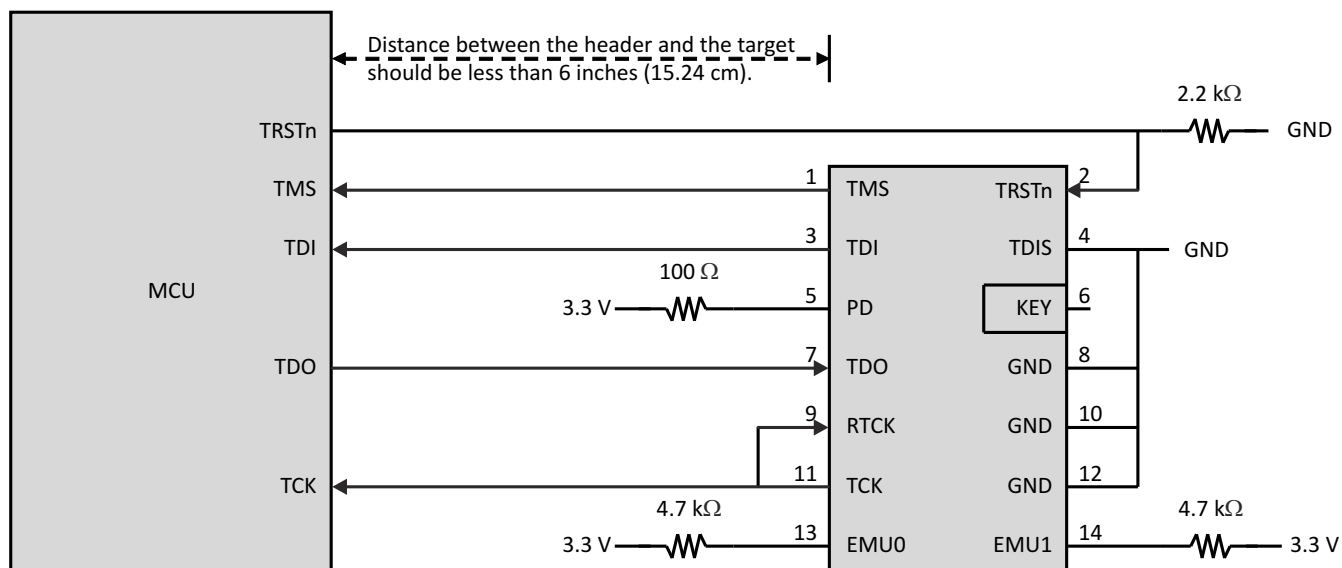 Distance between the header and the target
should be less than 6 inches (15.24 cm).
2.2 kΩ
TRSTn
GND
TMS
1
TMS
TRSTn
2
TDI
3
TDI
TDIS
4
GND
MCU
100 Ω
3.3 V
5
PD
KEY
6
TDO
7
TDO
GND
8
9
RTCK
GND
10
TCK
11
TCK
GND
12
4.7 kΩ
4.7 kΩ
3.3 V
13
EMU0
EMU1
14
3.3 V